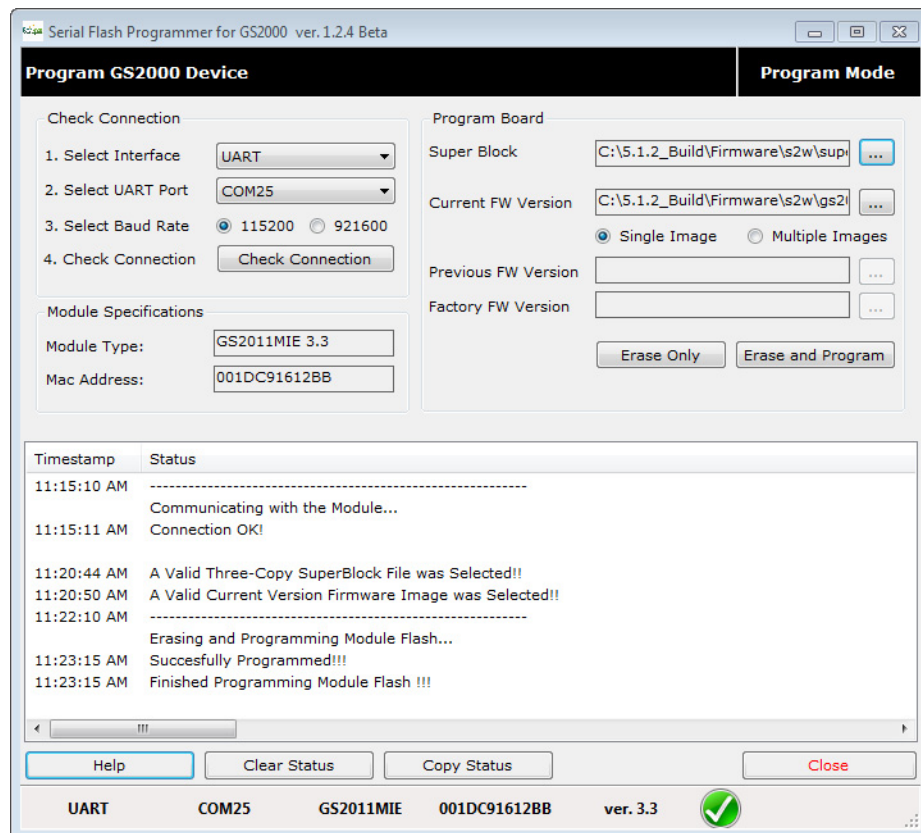 Serial Flash Programmer for GS2000 ver. 1.2.4 Beta
Program GS2000 Device
Program Mode
Check Connection
1. Select Interface
UART
2. Select UART Port
COM25
3. Select Baud Rate
115200
921600
4. Check Connection
Check Connection
Module Specifications
Module Type:
GS2011MIE 3.3
Mac Address:
001DC91612BB
Program Board
Super Block
C:\5.1.2_Build\Firmware\s2w\sup
...
Current FW Version
C:\5.1.2_Build\Firmware\s2w\gs2
...
Single Image
Multiple Images
Previous FW Version
...
Factory FW Version
...
Erase Only
Erase and Program
Timestamp Status
11:15:10 AM -----------------------------------------------------------
Communicating with the Module...
11:15:11 AM Connection OK!
11:20:44 AM A Valid Three-Copy SuperBlock File was Selected!!
11:20:50 AM A Valid Current Version Firmware Image was Selected!!
11:22:10 AM -----------------------------------------------------------
Erasing and Programming Module Flash...
11:23:15 AM Succesfully Programmed!!!
11:23:15 AM Finished Programming Module Flash !!!
Help
Clear Status
Copy Status
Close
UART COM25 GS2011MIE 001DC91612BB ver. 3.3